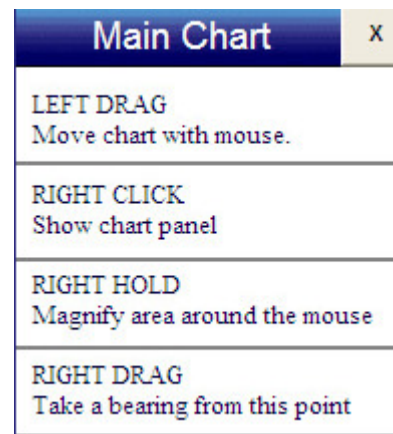 Main Chart
X
LEFT DRAG
Move chart with mouse.
RIGHT CLICK
Show chart panel
RIGHT HOLD
Magnify area around the mouse
RIGHT DRAG
Take a bearing from this point